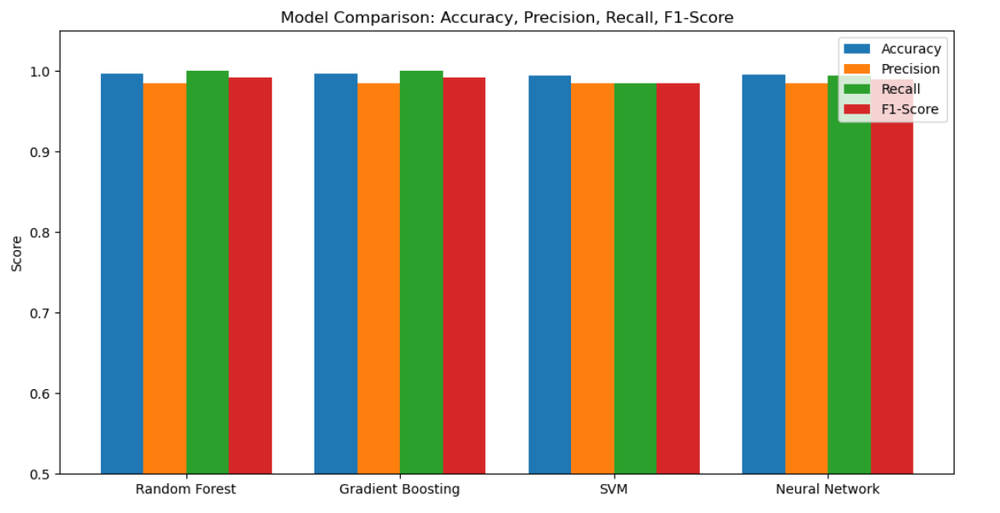 Model Comparison: Accuracy, Precision, Recall, F1-Score
Accuracy
Precision
Recall
F1-Score
1.0
0.9
0.8
0.7
0.6
0.5
Score
Random Forest
Gradient Boosting
SVM
Neural Network